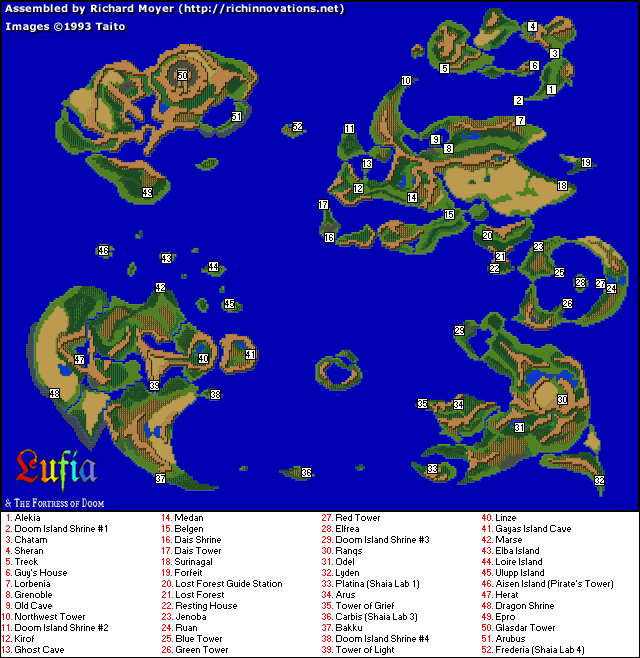 Assembled by Richard Moyer (http://richinnovations.net)
Images ©1993 Taito
4
3
5
6
1
10
2
50
7
51
52
11
9
8
13
19
12
18
49
14
17
15
16
20
46
23
43
21
44
22
25
28
27
24
42
45
26
29
47
40
41
39
48
38
30
35
34
31
33
36
37
32
Lufia
& The Fortress of Doom
1. Alekia
2. Doom Island Shrine #1
3. Chatam
4. Sheran
5. Treck
6. Guy's House
7. Lorbenia
8. Grenoble
9. Old Cave
10. Northwest Tower
11. Doom Island Shrine #2
12. Kirof
13. Ghost Cave
14. Medan
15. Belgen
16. Dais Shrine
17. Dais Tower
18. Surinagal
19. Forfeit
20. Lost Forest Guide Station
21. Lost Forest
22. Resting House
23. Jenoba
24. Ruan
25. Blue Tower
26. Green Tower
27. Red Tower
28. Elfrea
29. Doom Island Shrine #3
30. Ranqs
31. Odel
32. Lyden
33. Platina (Shaia Lab 1)
34. Arus
35. Tower of Grief
36. Carbis (Shaia Lab 3)
37. Bakku
38. Doom Island Shrine #4
39. Tower of Light
40. Linze
41. Gayas Island Cave
42. Marse
43. Elba Island
44. Loire Island
45. Ulupp Island
46. Aisen Island (Pirate's Tower)
47. Herat
48. Dragon Shrine
49. Epro
50. Glasdar Tower
51. Arubus
52. Frederia (Shaia Lab 4)